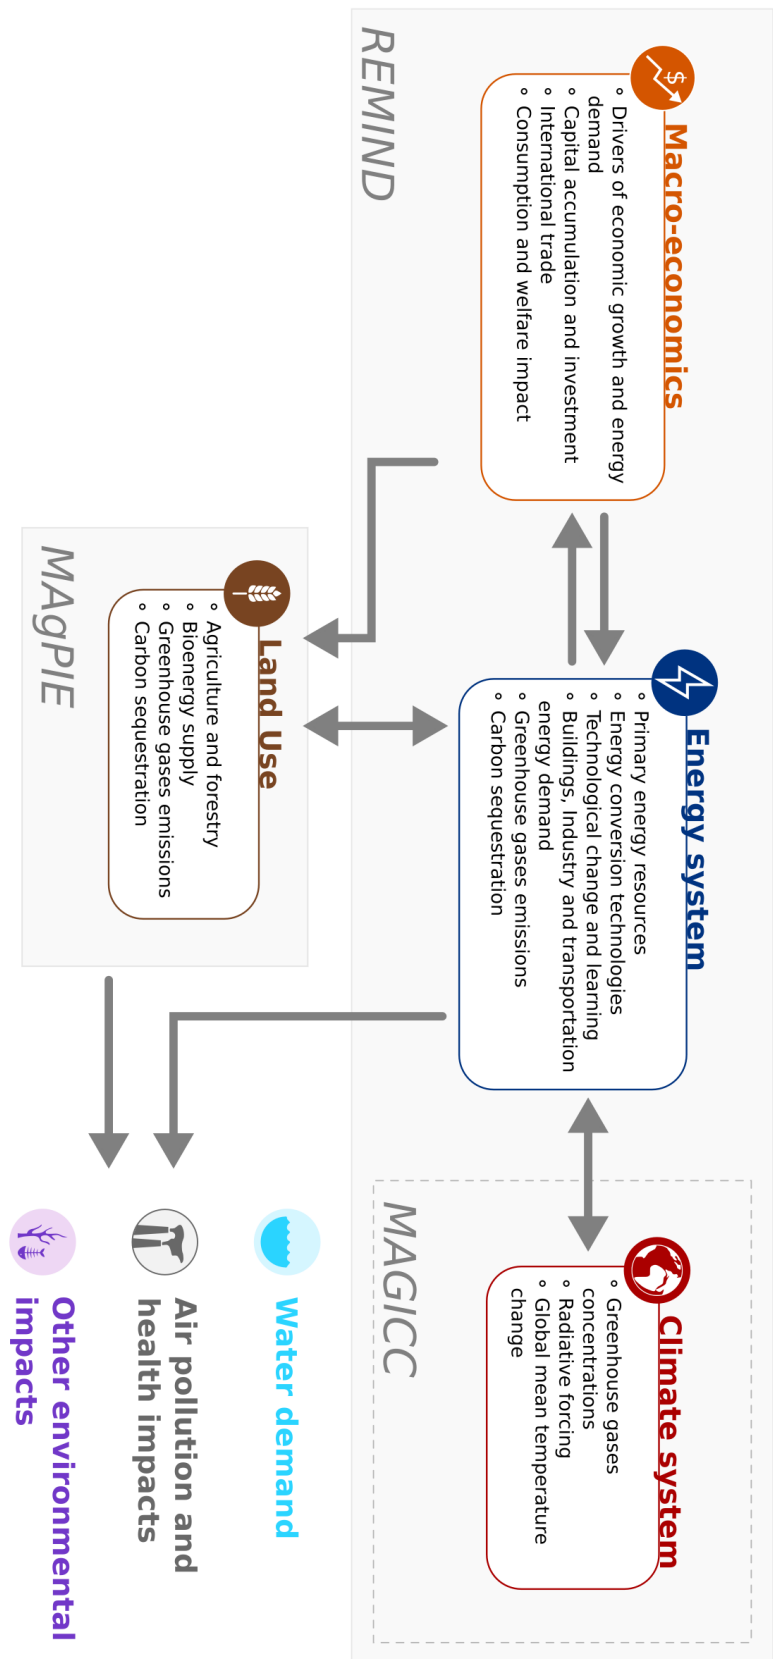 Macro-economics
Drivers of economic growth and energy
demand
Capital accumulation and investment
International trade
Consumption and welfare impact
REMIND
Energy system
Primary energy resources
Energy conversion technologies
Technological change and learning
Buildings, Industry and transportation
energy demand
Greenhouse gases emissions
Carbon sequestration
Climate system
Greenhouse gases
concentrations
Radiative forcing
Global mean temperature
change
MAGICC
Land Use
Agriculture and forestry
Bioenergy supply
Greenhouse gases emissions
Carbon sequestration
MAgPIE
Water demand
Air pollution and
health impacts
Other environmental
impacts
$